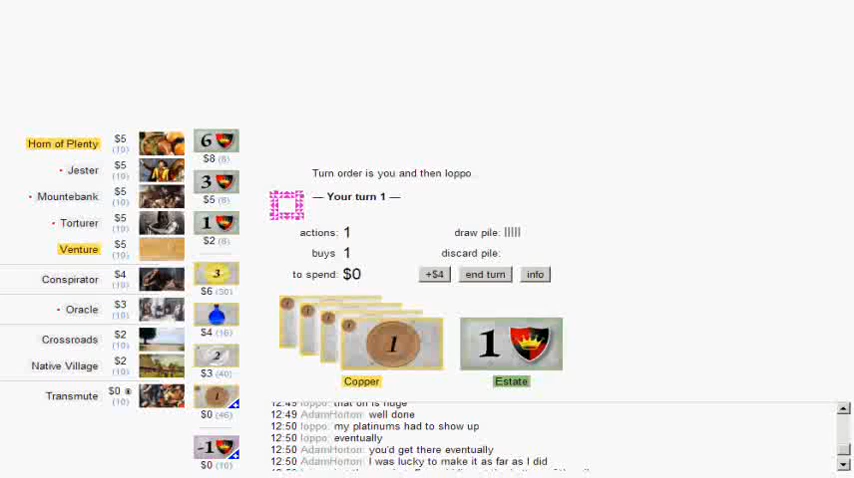 Horn of Plenty $5 (10)
6
$8 (8)
Jester $5 (10)
3
$5 (8)
Mountebank $5 (10)
Torturer $5 (10)
1
$2 (8)
Venture $5 (10)
Conspirator $4 (10)
3
$6 (50)
Oracle $3 (10)
$4 (16)
Crossroads $2 (10)
2
$3 (40)
Native Village $2 (10)
Transmute $0 (10)
1
$0 (46)
-1
$0 (10)
Turn order is you and then loppo.
— Your turn 1 —
actions: 1 draw pile:
buys 1 discard pile:
to spend: $0 +$4 end turn info
1 1 1 1 1
Copper Estate
12:49 AdamHorton: well done
12:50 loppo: my platinums had to show up
12:50 loppo: eventually
12:50 AdamHorton: you'd get there eventually
12:50 AdamHorton: I was lucky to make it as far as I did